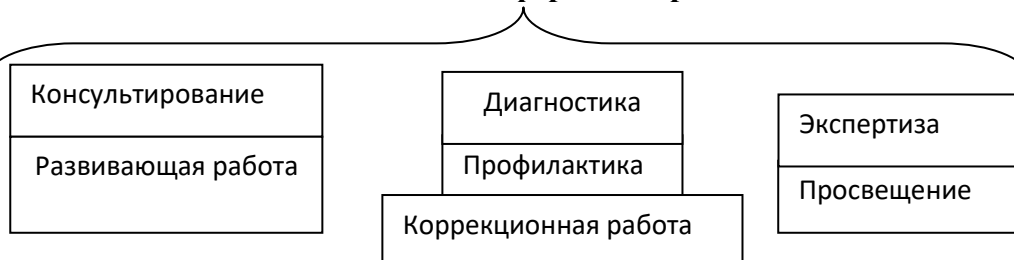 Консультирование
Развивающая работа
Диагностика
Профилактика
Коррекционная работа
Экспертиза
Просвещение